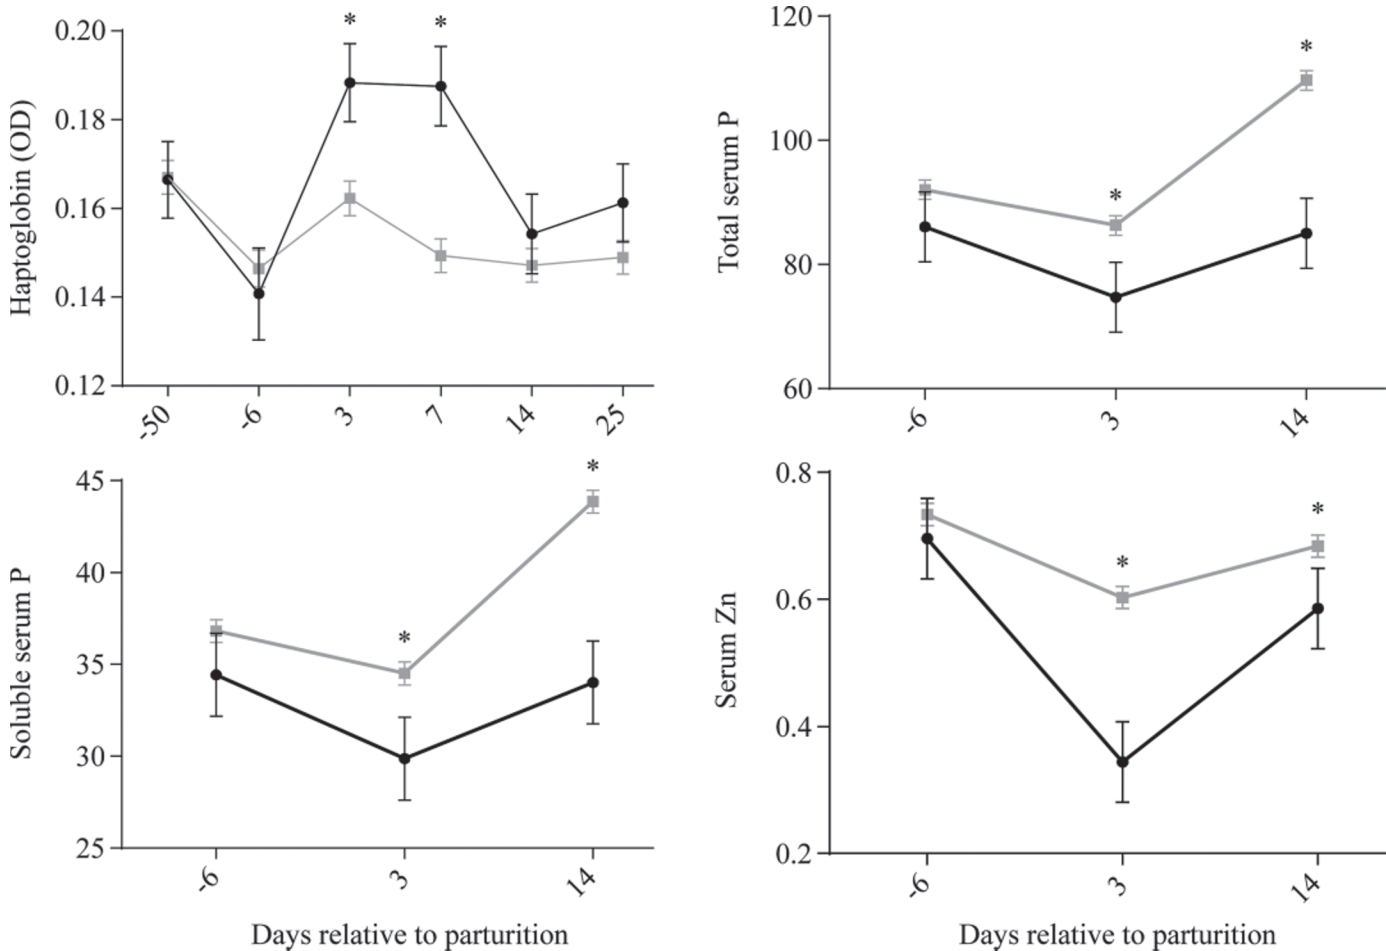 Haptoglobin (OD)
0.20
0.18
0.16
0.14
0.12
* *
-50 -6 3 7 14 25
Total serum P
120
100
80
60
* *
-6 3 14
Soluble serum P
45
40
35
30
25
* *
-6 3 14
Days relative to parturition
Serum Zn
0.8
0.6
0.4
0.2
* *
-6 3 14
Days relative to parturition